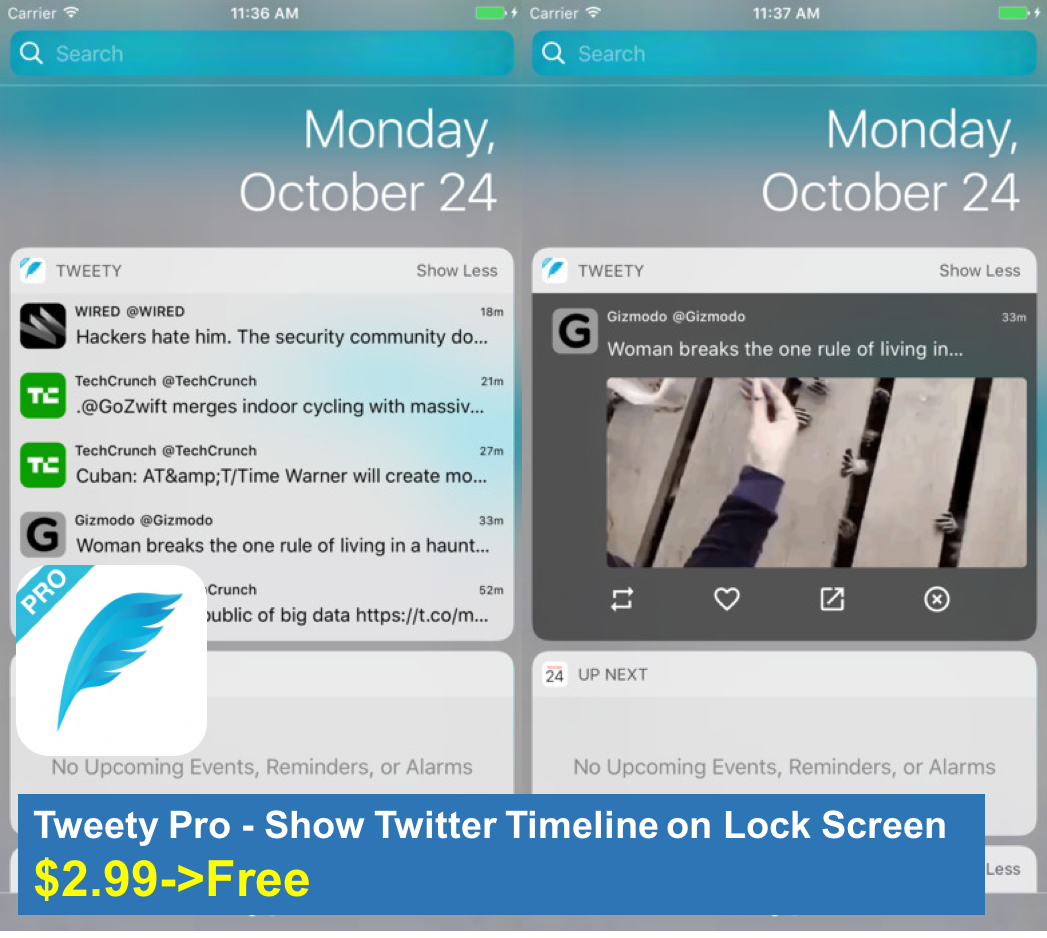 Carrier
11:36 AM
Search
Monday,
October 24
TWEETY
Show Less
WIRED @WIRED
18m
Hackers hate him. The security community do...
TechCrunch @TechCrunch
21m
.@GoZwift merges indoor cycling with massiv...
TechCrunch @TechCrunch
27m
Cuban: AT&amp;T/Time Warner will create mo...
Gizmodo @Gizmodo
33m
Woman breaks the one rule of living in a haunt...
Crunch
52m
public of big data https://t.co/m...
PRO
No Upcoming Events, Reminders, or Alarms
Carrier
11:37 AM
Search
Monday,
October 24
TWEETY
Show Less
G
Gizmodo @Gizmodo
33m
Woman breaks the one rule of living in...
24
UP NEXT
No Upcoming Events, Reminders, or Alarms
Less
Tweety Pro - Show Twitter Timeline on Lock Screen
$2.99->Free